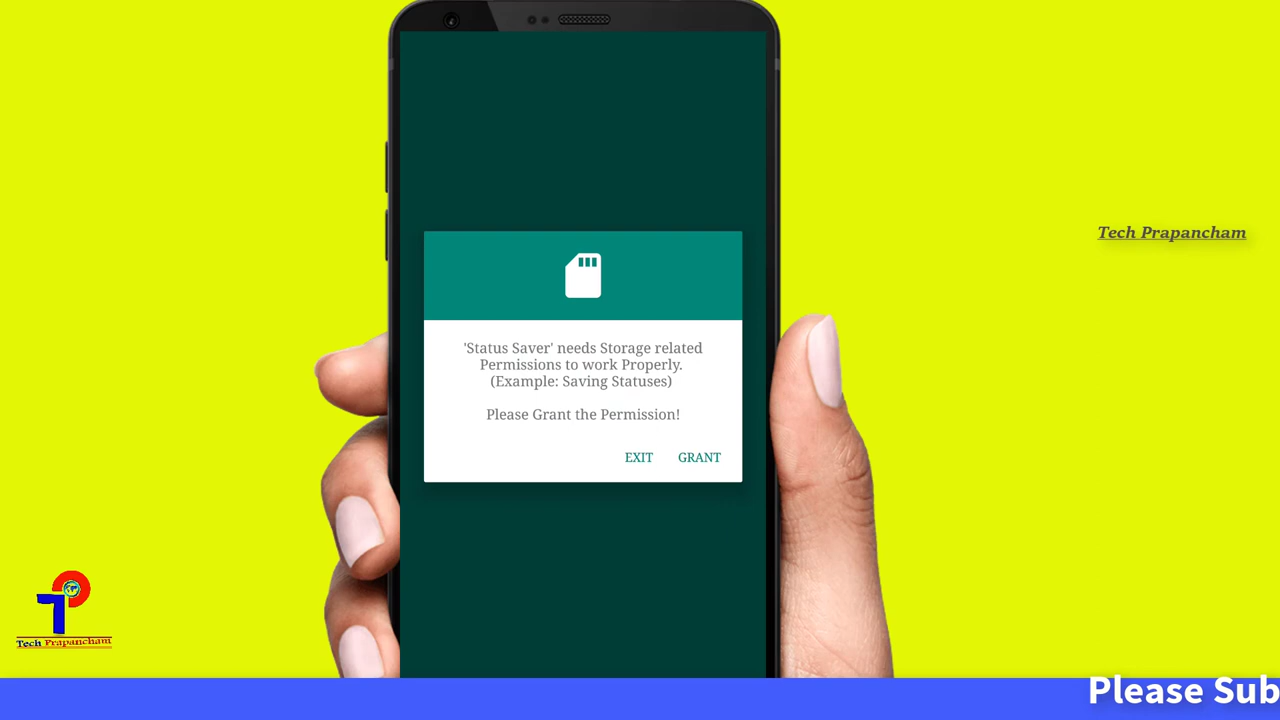 Tech Prapancham
'Status Saver' needs Storage related
Permissions to work Properly.
(Example: Saving Statuses)
Please Grant the Permission!
EXIT GRANT
Tech Prapancham
Please Sub